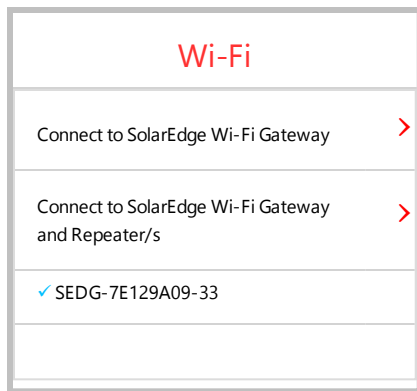 Wi-Fi
Connect to SolarEdge Wi-Fi Gateway
Connect to SolarEdge Wi-Fi Gateway
and Repeater/s
SEDG-7E129A09-33